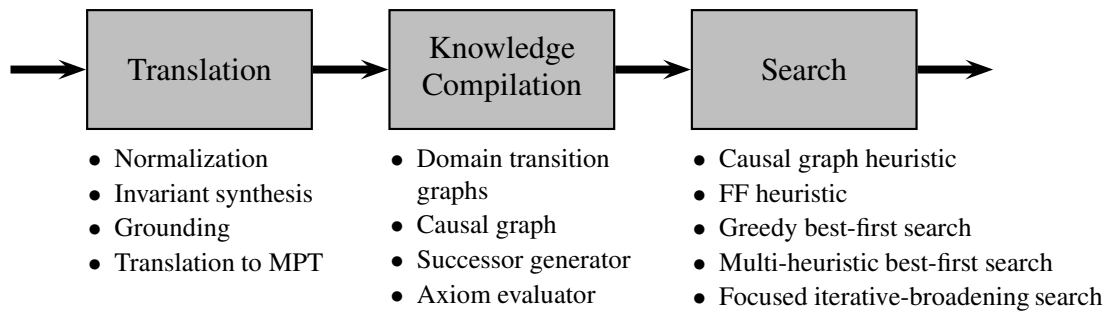 Translation
Knowledge
Compilation
Search
• Normalization
• Invariant synthesis
• Grounding
• Translation to MPT
• Domain transition
graphs
• Causal graph
• Successor generator
• Axiom evaluator
• Causal graph heuristic
• FF heuristic
• Greedy best-first search
• Multi-heuristic best-first search
• Focused iterative-broadening search